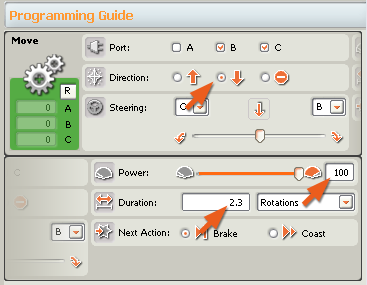 Programming Guide
Move
Port: A B C
R
Direction:
0 A
Steering: C B
0 B
0 C
C
Power: 100
Duration: 2.3 Rotations
B
Next Action: Brake Coast